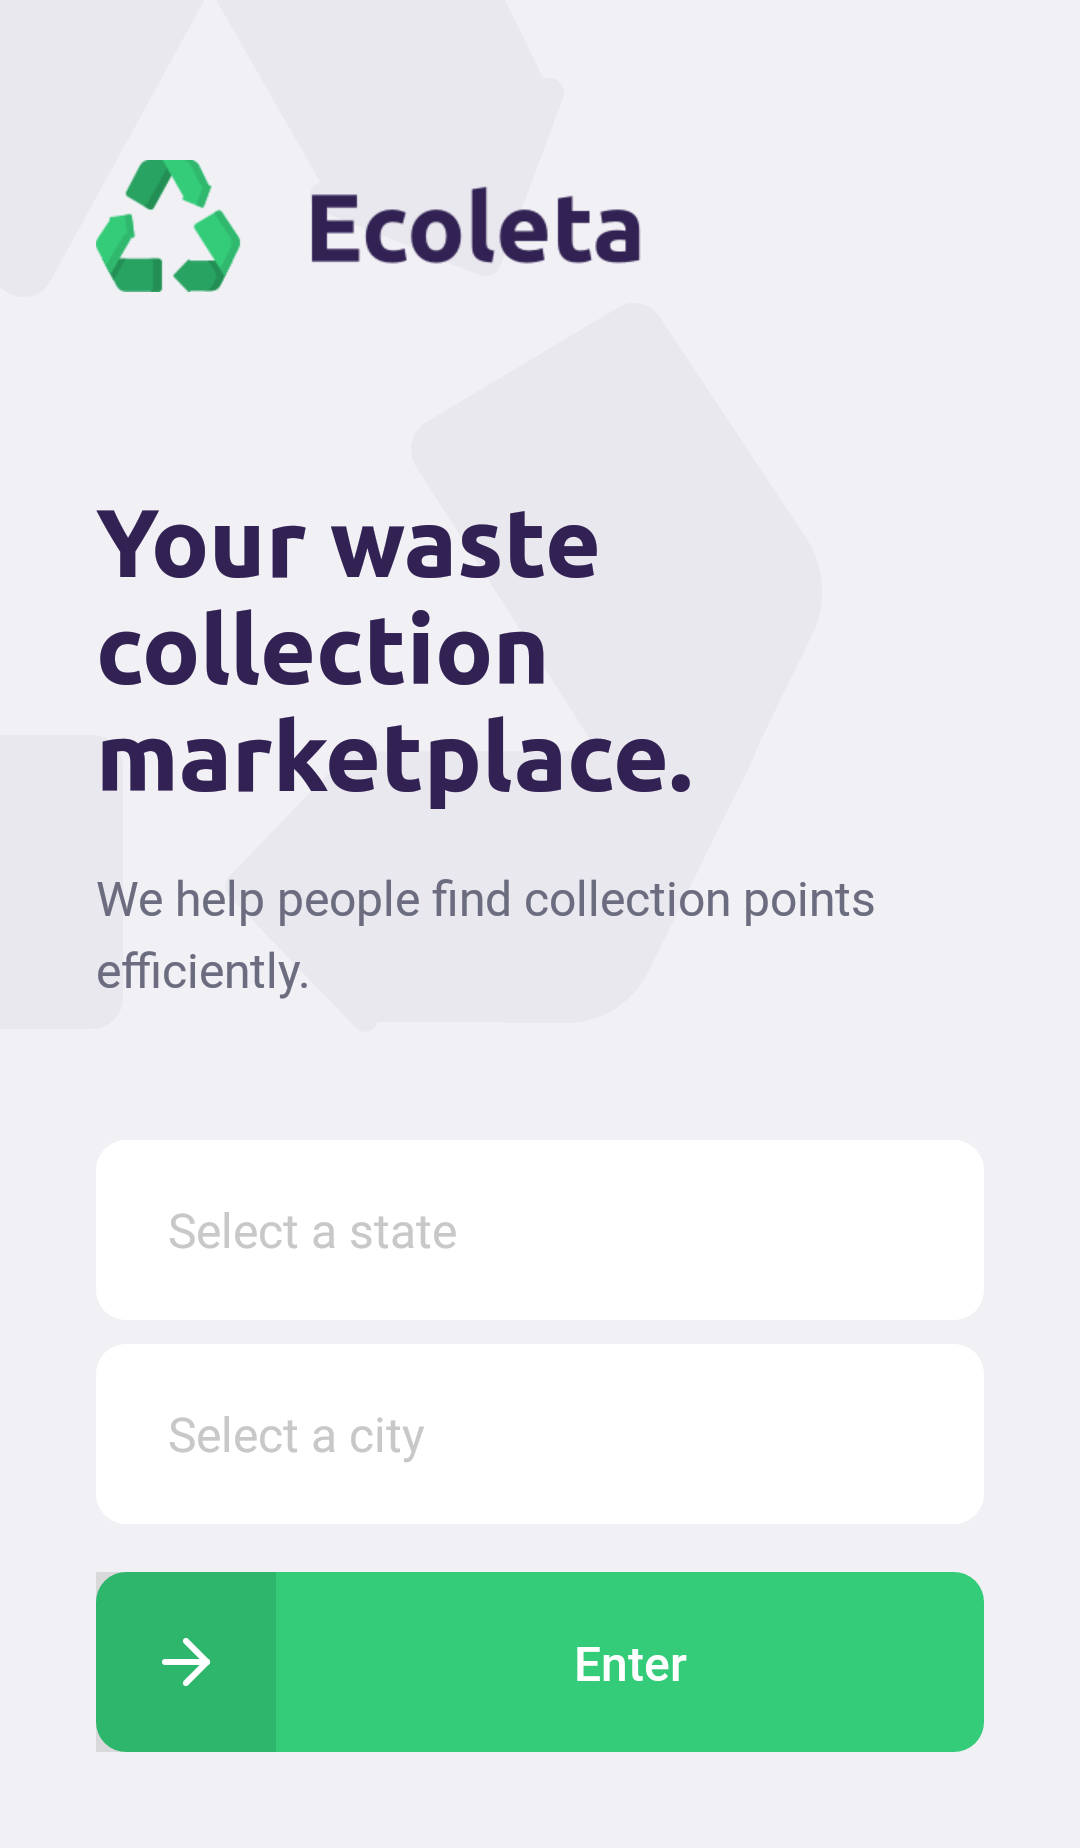 Ecoleta
Your waste
collection
marketplace.
We help people find collection points
efficiently.
Select a state
Select a city
Enter